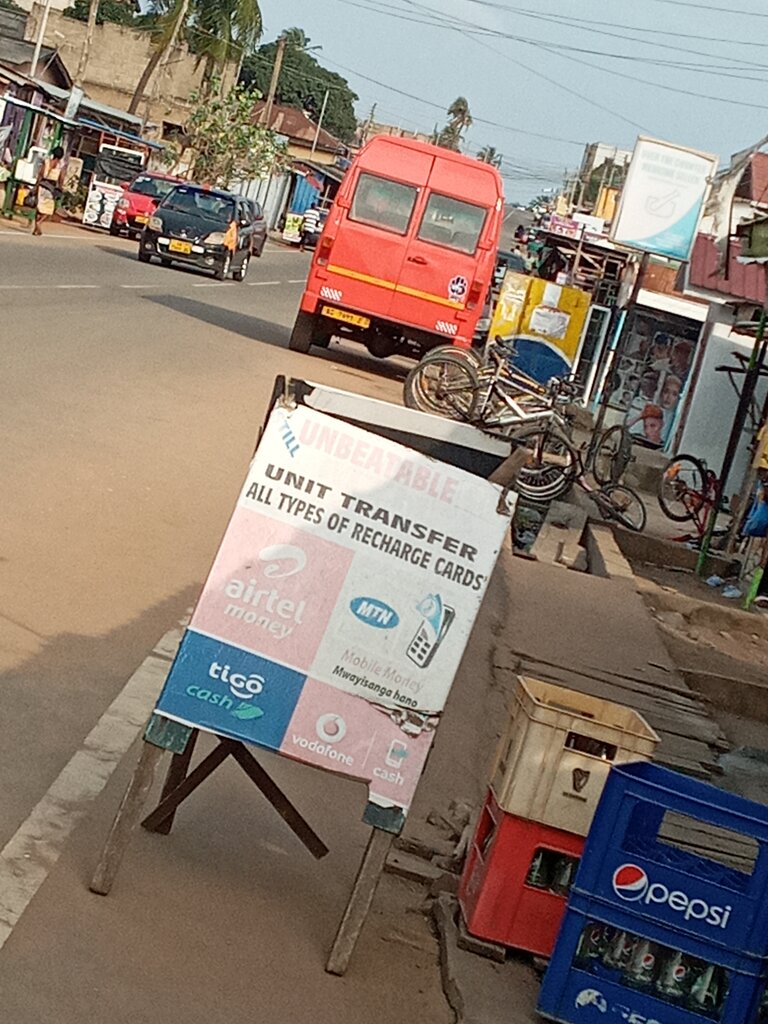 TILL
UNBEATABLE
UNIT TRANSFER
ALL TYPES OF RECHARGE CARDS
airtel
money
MTN
Mobile Money
Mwayisanga hano
tigo
cash
vodafone
cash
pepsi